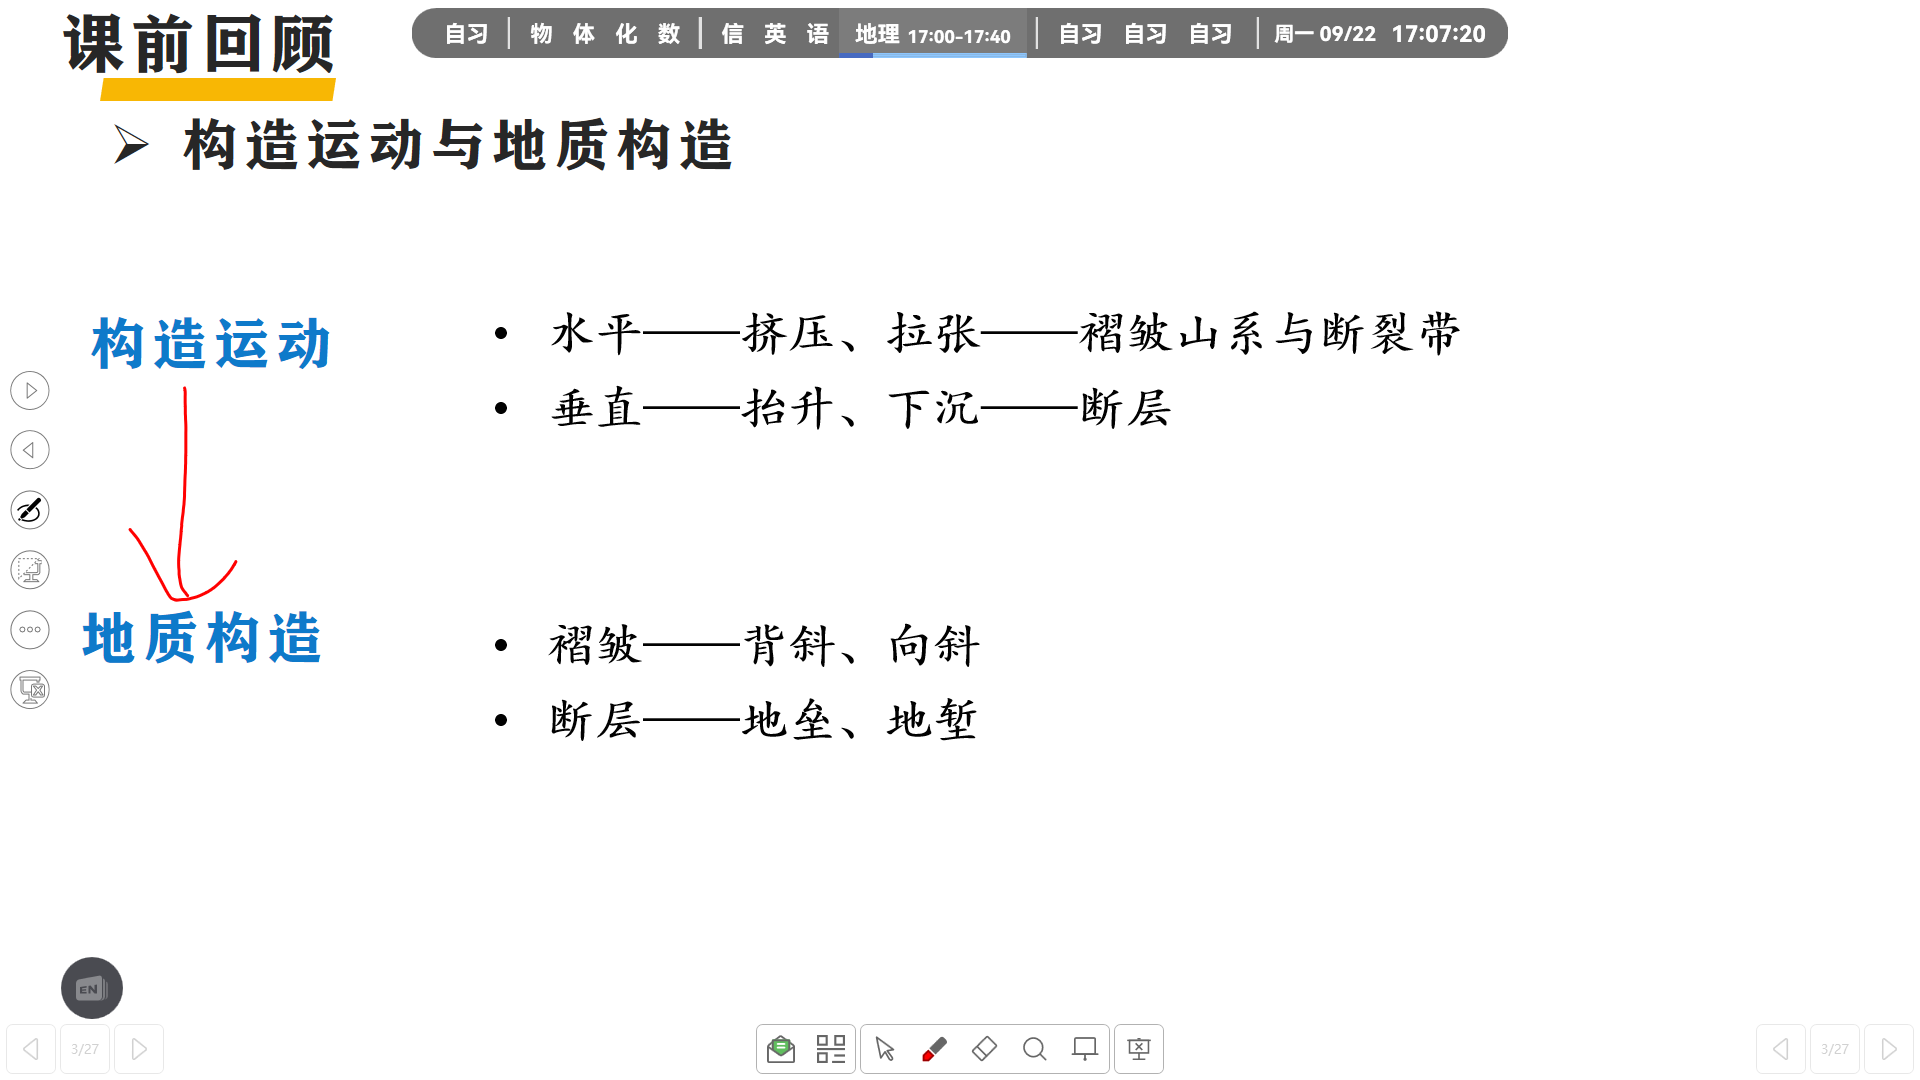 课前回顾
自习 物 体 化 数 信 英 语 地理 17:00-17:40 自习 自习 自习 周一 09/22 17:07:20
构造运动与地质构造
构造运动
• 水平——挤压、拉张——褶皱山系与断裂带
• 垂直——抬升、下沉——断层
地质构造
• 褶皱——背斜、向斜
• 断层——地垒、地堑
EN
3/27
3/27